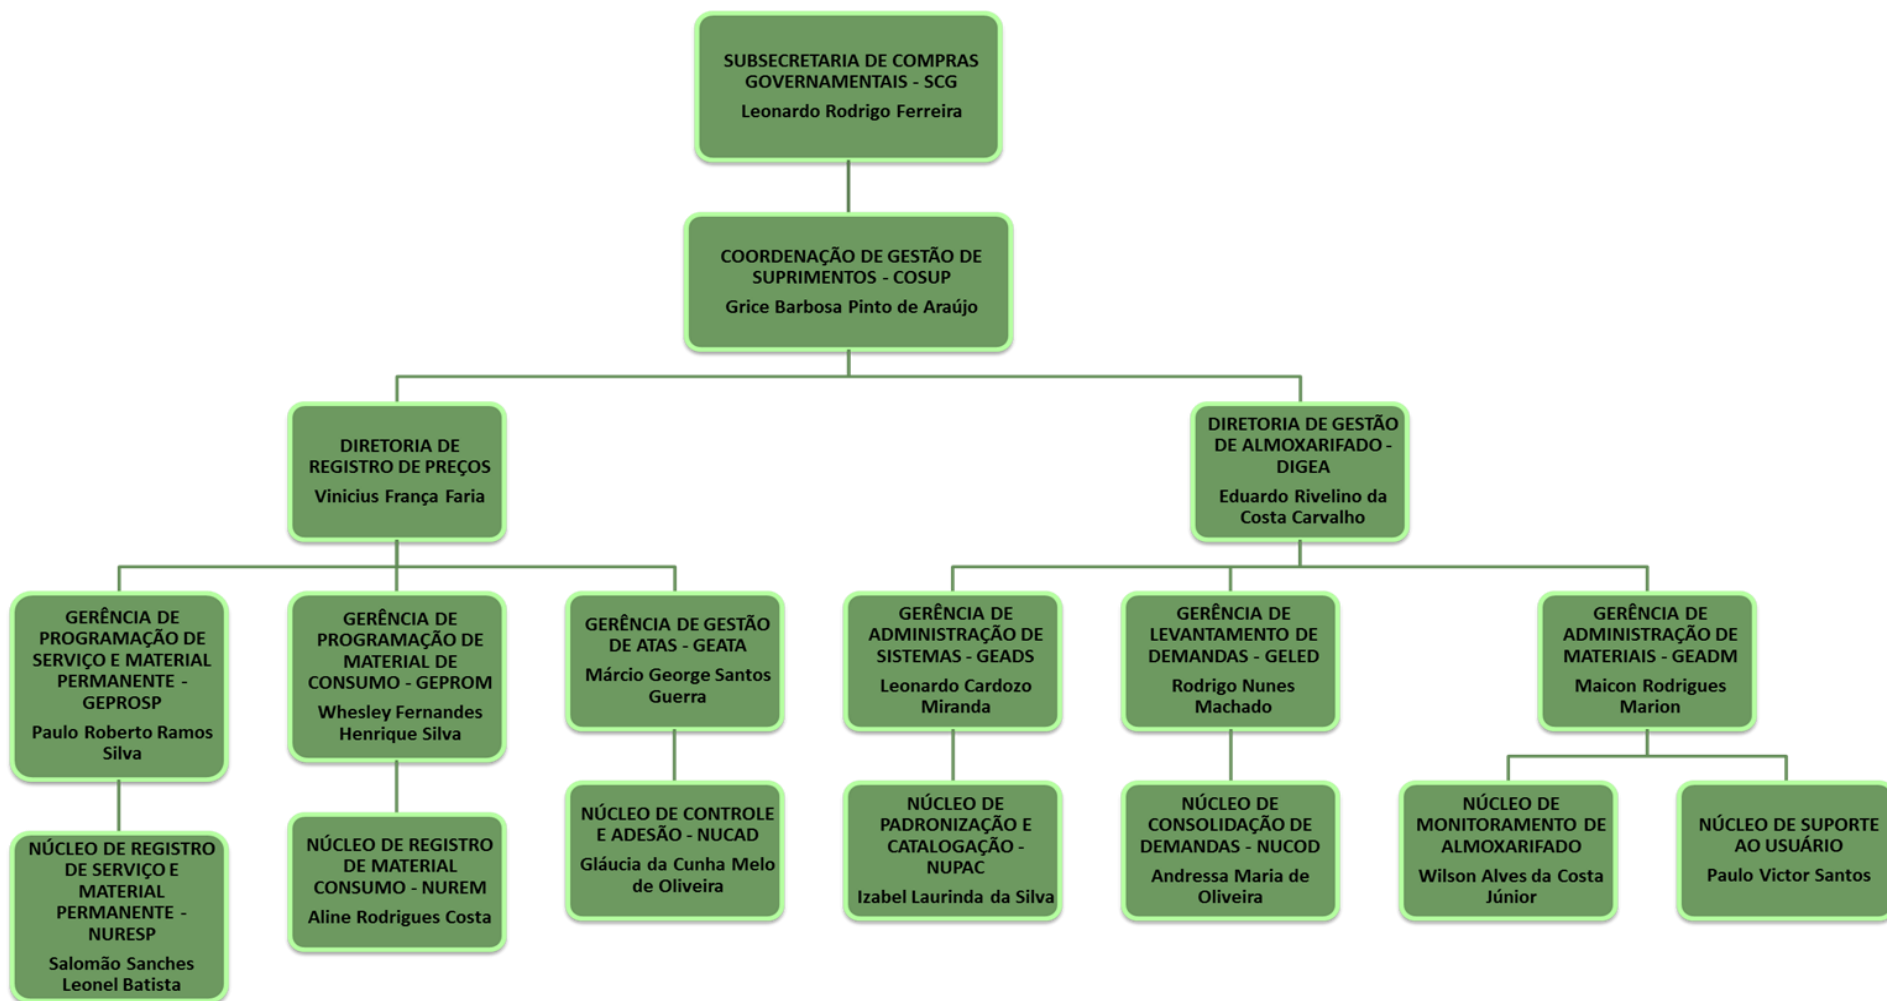 SUBSECRETARIA DE COMPRAS
GOVERNAMENTAIS - SCG
Leonardo Rodrigo Ferreira
COORDENAÇÃO DE GESTÃO DE
SUPRIMENTOS - COSUP
Grice Barbosa Pinto de Araújo
DIRETORIA DE
REGISTRO DE PREÇOS
Vinicius França Faria
DIRETORIA DE GESTÃO
DE ALMOXARIFADO -
DIGEA
Eduardo Rivelino da
Costa Carvalho
GERÊNCIA DE
PROGRAMAÇÃO DE
SERVIÇO E MATERIAL
PERMANENTE -
GEPROSP
Paulo Roberto Ramos
Silva
GERÊNCIA DE
PROGRAMAÇÃO DE
MATERIAL DE
CONSUMO - GEPROM
Whesley Fernandes
Henrique Silva
GERÊNCIA DE GESTÃO
DE ATAS - GEATA
Márcio George Santos
Guerra
GERÊNCIA DE
ADMINISTRAÇÃO DE
SISTEMAS - GEADS
Leonardo Cardozo
Miranda
GERÊNCIA DE
LEVANTAMENTO DE
DEMANDAS - GELED
Rodrigo Nunes
Machado
GERÊNCIA DE
ADMINISTRAÇÃO DE
MATERIAIS - GEADM
Maicon Rodrigues
Marion
NÚCLEO DE REGISTRO
DE SERVIÇO E
MATERIAL
PERMANENTE -
NURESP
Salomão Sanches
Leonel Batista
NÚCLEO DE REGISTRO
DE MATERIAL
CONSUMO - NUREM
Aline Rodrigues Costa
NÚCLEO DE CONTROLE
E ADESÃO - NUCAD
Gláucia da Cunha Melo
de Oliveira
NÚCLEO DE
PADRONIZAÇÃO E
CATALOGAÇÃO -
NUPAC
Izabel Laurinda da Silva
NÚCLEO DE
CONSOLIDAÇÃO DE
DEMANDAS - NUCOD
Andressa Maria de
Oliveira
NÚCLEO DE
MONITORAMENTO DE
ALMOXARIFADO
Wilson Alves da Costa
Júnior
NÚCLEO DE SUPORTE
AO USUÁRIO
Paulo Victor Santos